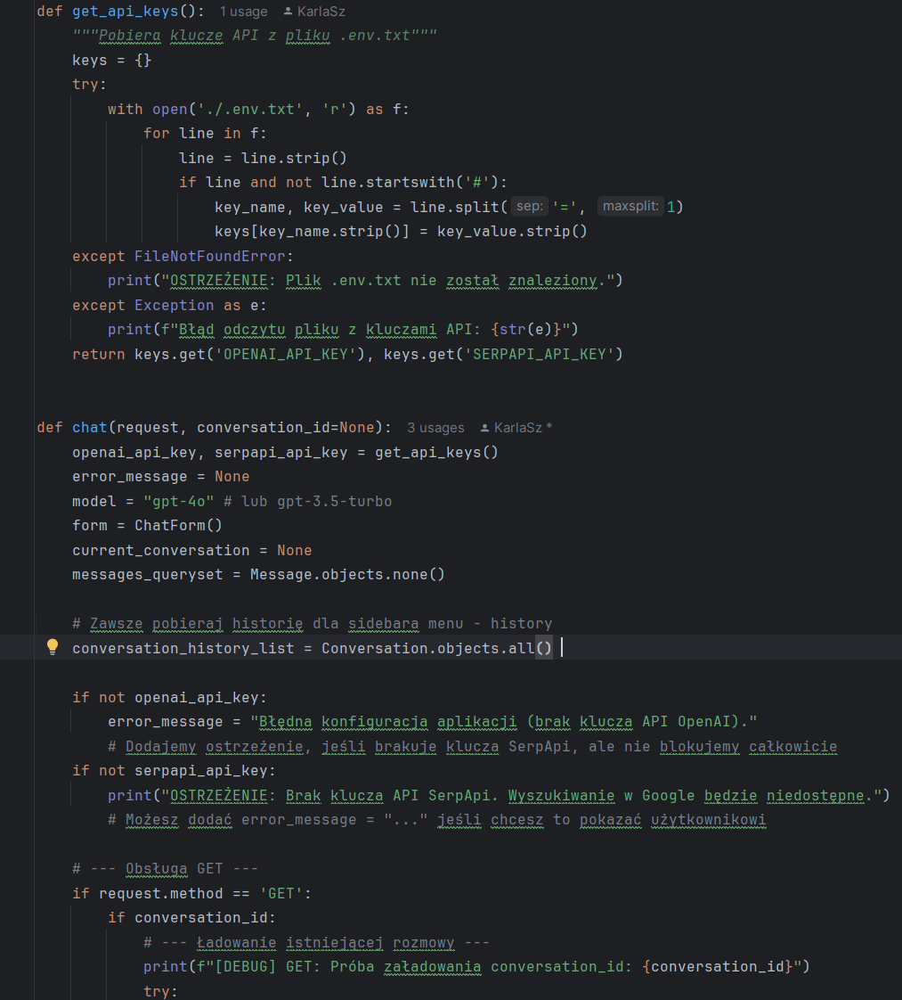 def get_api_keys(): 1 usage KarlaSz
"""Pobiera klucze API z pliku .env.txt"""
keys = {}
try:
with open('./.env.txt', 'r') as f:
for line in f:
line = line.strip()
if line and not line.startswith('#'):
key_name, key_value = line.split( sep: '=', maxsplit: 1)
keys[key_name.strip()] = key_value.strip()
except FileNotFoundError:
print("OSTRZEŻENIE: Plik .env.txt nie został znaleziony.")
except Exception as e:
print(f"Błąd odczytu pliku z kluczami API: {str(e)}")
return keys.get('OPENAI_API_KEY'), keys.get('SERPAPI_API_KEY')
def chat(request, conversation_id=None): 3 usages KarlaSz *
openai_api_key, serpapi_api_key = get_api_keys()
error_message = None
model = "gpt-4o" # lub gpt-3.5-turbo
form = ChatForm()
current_conversation = None
messages_queryset = Message.objects.none()
# Zawsze pobieraj historię dla sidebara menu - history
conversation_history_list = Conversation.objects.all()
if not openai_api_key:
error_message = "Błędna konfiguracja aplikacji (brak klucza API OpenAI)."
# Dodajemy ostrzeżenie, jeśli brakuje klucza SerpApi, ale nie blokujemy całkowicie
if not serpapi_api_key:
print("OSTRZEŻENIE: Brak klucza API SerpApi. Wyszukiwanie w Google będzie niedostępne.")
# Możesz dodać error_message = "..." jeśli chcesz to pokazać użytkownikowi
# --- Obsługa GET ---
if request.method == 'GET':
if conversation_id:
# --- Ładowanie istniejącej rozmowy ---
print(f"[DEBUG] GET: Próba załadowania conversation_id: {conversation_id}")
try: